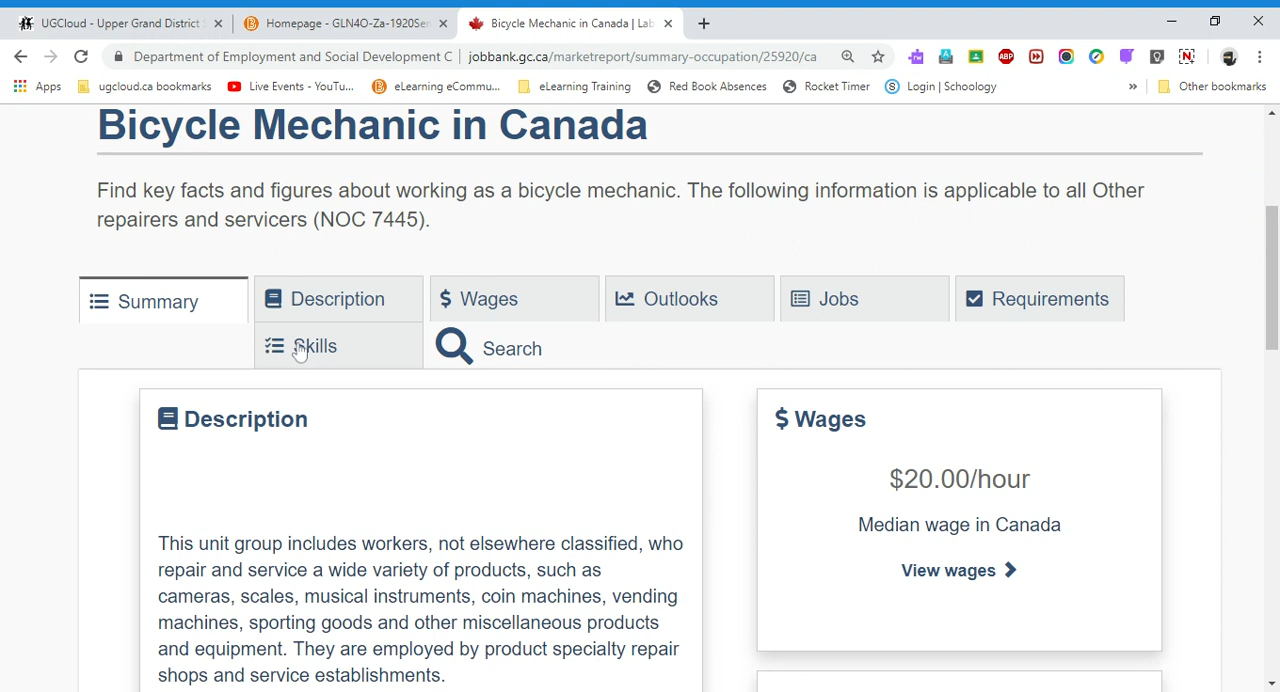 UGCloud - Upper Grand District
Homepage - GLN4O-Za-1920Sem
Bicycle Mechanic in Canada | Lab
Department of Employment and Social Development C | jobbank.gc.ca/marketreport/summary-occupation/25920/ca
Apps
ugcloud.ca bookmarks
Live Events - YouTu...
eLearning eCommu...
eLearning Training
Red Book Absences
Rocket Timer
Login | Schoology
»
Other bookmarks
Bicycle Mechanic in Canada
Find key facts and figures about working as a bicycle mechanic. The following information is applicable to all Other
repairers and servicers (NOC 7445).
Summary
Description
$ Wages
Outlooks
Jobs
Requirements
Skills
Search
Description
This unit group includes workers, not elsewhere classified, who
repair and service a wide variety of products, such as
cameras, scales, musical instruments, coin machines, vending
machines, sporting goods and other miscellaneous products
and equipment. They are employed by product specialty repair
shops and service establishments.
$ Wages
$20.00/hour
Median wage in Canada
View wages